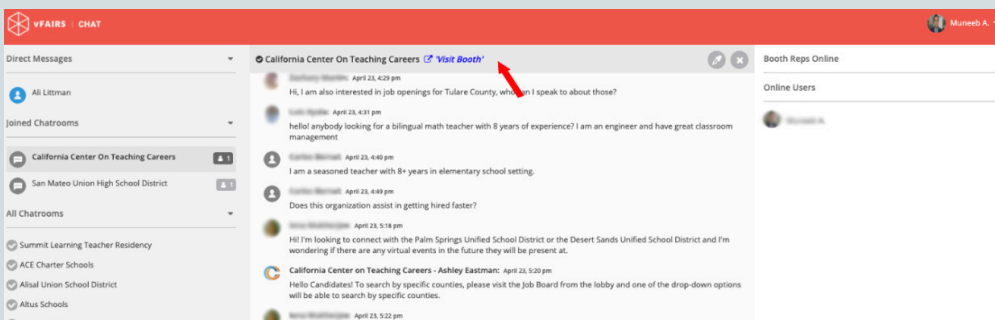 vFAIRS | CHAT
Muneeb A.
Direct Messages
Ali Littman
Joined Chatrooms
California Center On Teaching Careers
1
San Mateo Union High School District
1
All Chatrooms
Summit Learning Teacher Residency
ACE Charter Schools
Alisal Union School District
Altus Schools
California Center On Teaching Careers 'Visit Booth'
April 23, 4:29 pm
Hi, I am also interested in job openings for Tulare County, who can I speak to about those?
April 23, 4:31 pm
hello! anybody looking for a bilingual math teacher with 8 years of experience? I am an engineer and have great classroom
management
April 23, 4:40 pm
I am a seasoned teacher with 8+ years in elementary school setting.
April 23, 4:49 pm
Does this organization assist in getting hired faster?
April 23, 5:18 pm
Hi! I'm looking to connect with the Palm Springs Unified School District or the Desert Sands Unified School District and I'm
wondering if there are any virtual events in the future they will be present at.
California Center on Teaching Careers - Ashley Eastman: April 23, 5:20 pm
Hello Candidates! To search by specific counties, please visit the Job Board from the lobby and one of the drop-down options
will be able to search by specific counties.
April 23, 5:22 pm
Booth Reps Online
Online Users